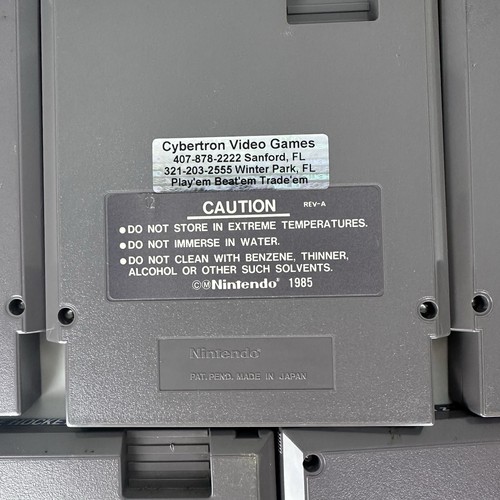 Cybertron Video Games
407-878-2222 Sanford, FL
321-203-2555 Winter Park, FL
Play'em Beat'em Trade'em
CAUTION REV-A
●DO NOT STORE IN EXTREME TEMPERATURES.
●DO NOT IMMERSE IN WATER.
●DO NOT CLEAN WITH BENZENE, THINNER,
ALCOHOL OR OTHER SUCH SOLVENTS.
©ⓂNintendo® 1985
Nintendo®
PAT. PEND. MADE IN JAPAN